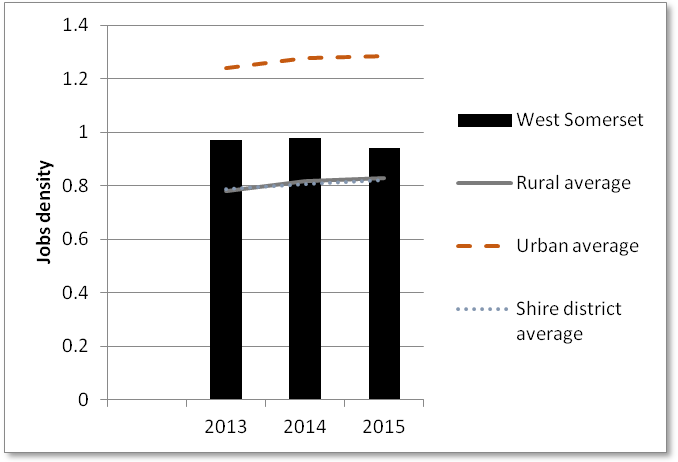 1.4
1.2
1
0.8
0.6
0.4
0.2
0
Jobs density
2013 2014 2015
West Somerset
Rural average
Urban average
Shire district
average